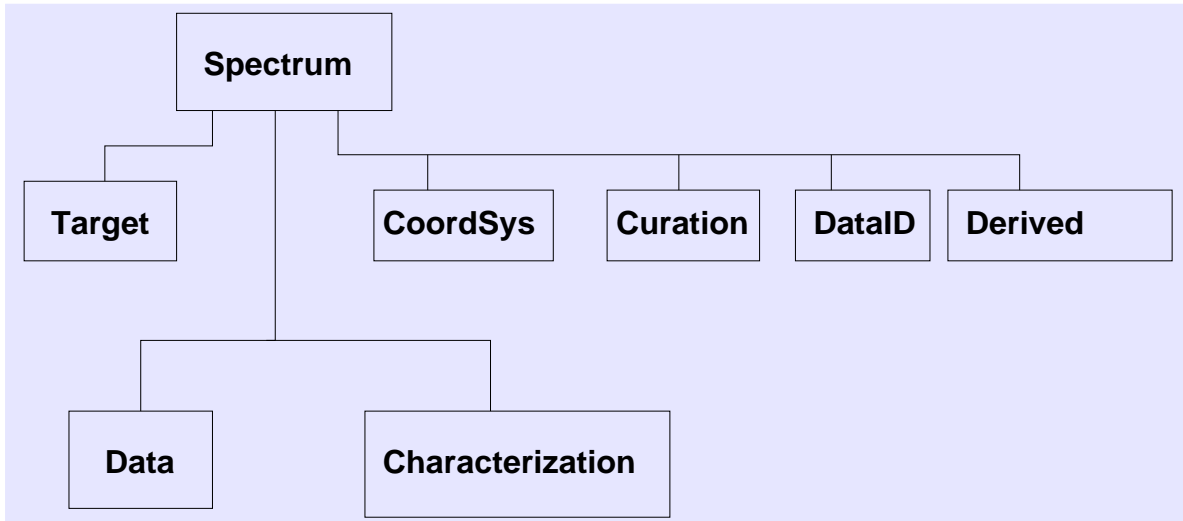 Spectrum
Target
CoordSys
Curation
DataID
Derived
Data
Characterization